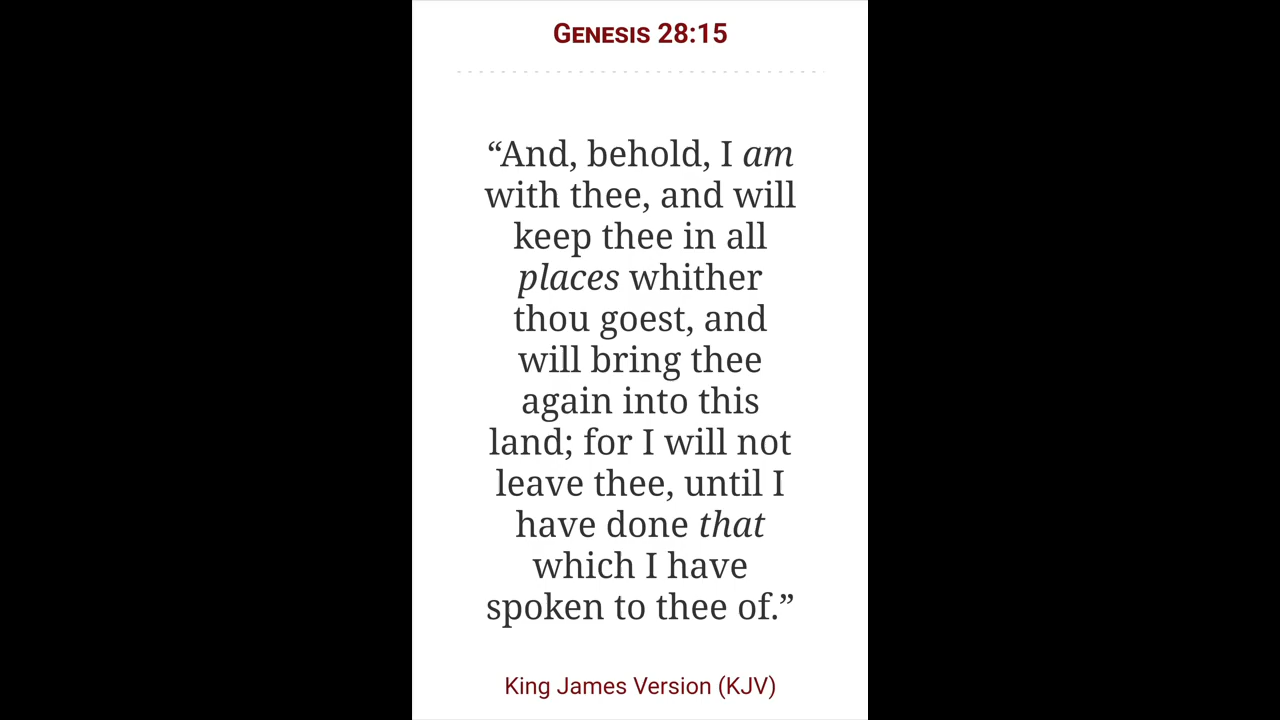 Genesis 28:15
“And, behold, I am
with thee, and will
keep thee in all
places whither
thou goest, and
will bring thee
again into this
land; for I will not
leave thee, until I
have done that
which I have
spoken to thee of.”
King James Version (KJV)